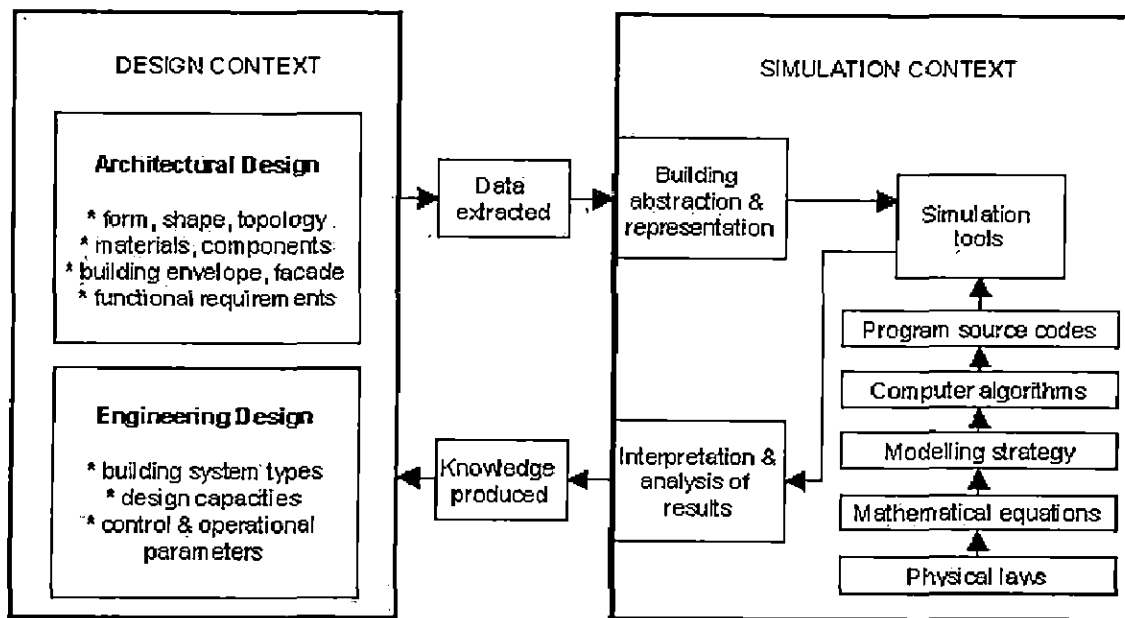 DESIGN CONTEXT
Architectural Design
* form, shape, topology
* materials, components
* building envelope, facade
* functional requirements
Engineering Design
* building system types
* design capacities
* control & operational
parameters
Data
extracted
Knowledge
produced
SIMULATION CONTEXT
Building
abstraction &
representation
Simulation
tools
Program source codes
Computer algorithms
Modelling strategy
Mathematical equations
Physical laws
Interpretation &
analysis of
results